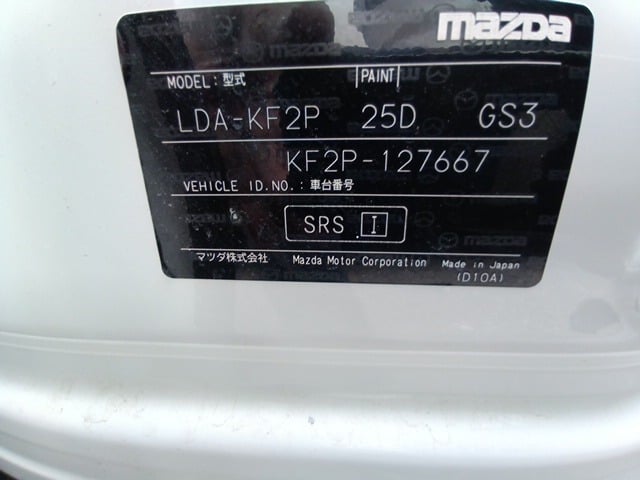 mazda
MODEL: 型式 PAINT
LDA-KF2P 25D GS3
KF2P-127667
VEHICLE ID.NO.: 車台番号
SRS I
マツダ株式会社 Mazda Motor Corporation Made in Japan
(D10A)